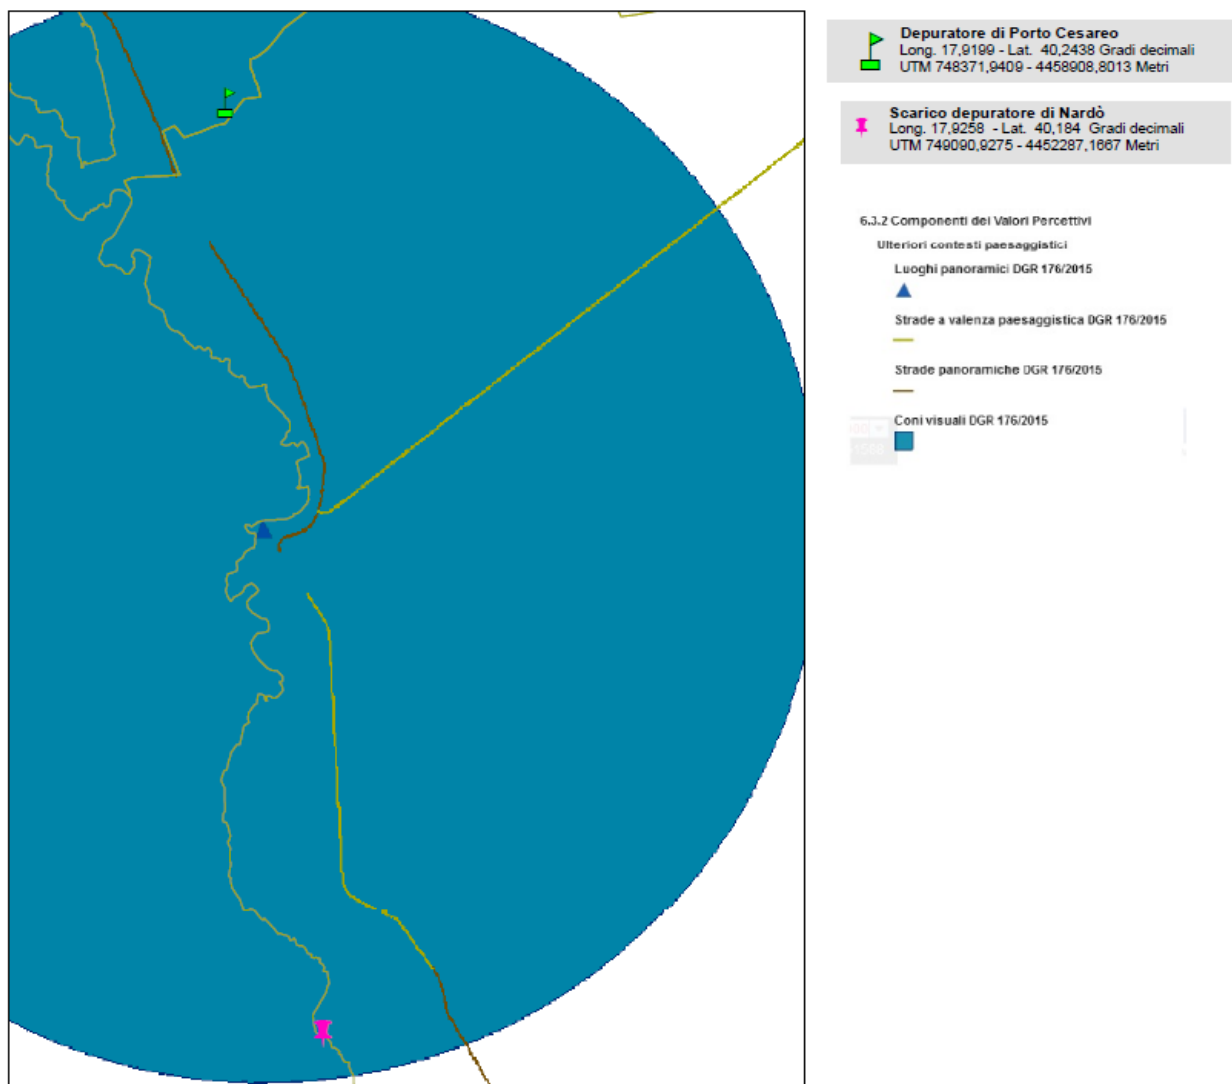 Depuratore di Porto Cesareo
Long. 17,9199 - Lat. 40,2438 Gradi decimali
UTM 748371,9409 - 4458908,8013 Metri
Scarico depuratore di Nardò
Long. 17,9258 - Lat. 40,184 Gradi decimali
UTM 749090,9275 - 4452287,1667 Metri
6.3.2 Componenti dei Valori Percettivi
Ulteriori contesti paesaggistici
Luoghi panoramici DGR 176/2015
Strade a valenza paesaggistica DGR 176/2015
Strade panoramiche DGR 176/2015
Coni visuali DGR 176/2015